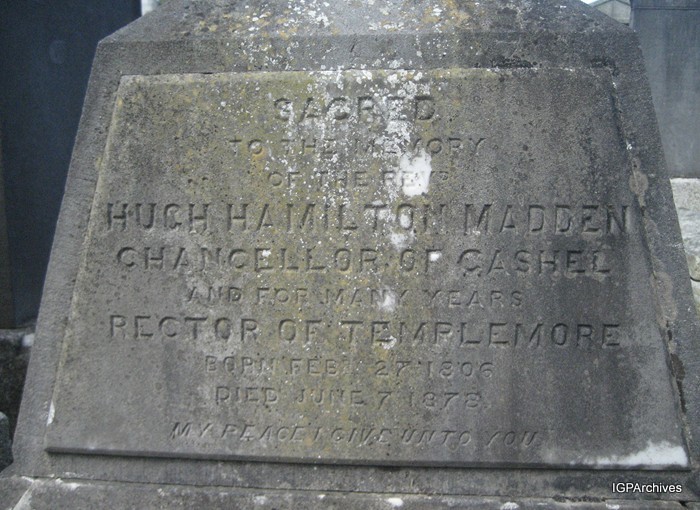 SACRED
TO THE MEMORY
OF THE REVD
HUGH HAMILTON MADDEN
CHANCELLOR OF CASHEL
AND FOR MANY YEARS
RECTOR OF TEMPLEMORE
BORN FEBY 27 1806
DIED JUNE 7 1878
MY PEACE I GIVE UNTO YOU
IGPArchives